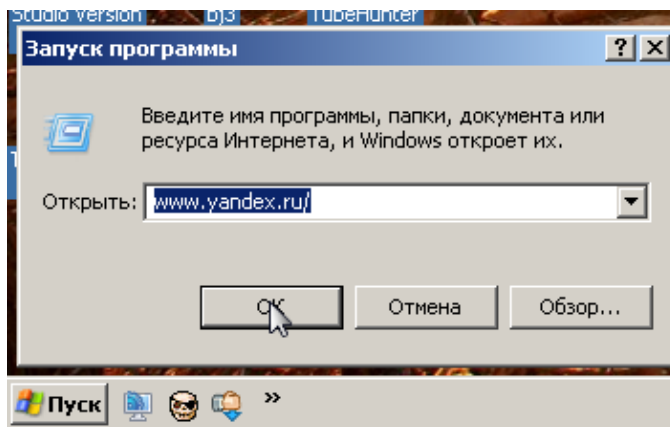 Studio Version bj3 TubeHunter
Запуск программы
Введите имя программы, папки, документа или
ресурса Интернета, и Windows откроет их.
Открыть: www.yandex.ru/
ОК Отмена Обзор...
Пуск »